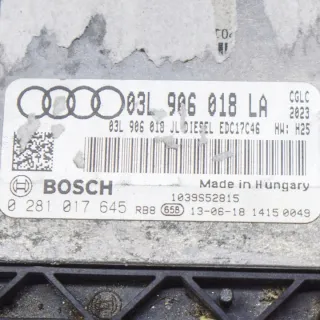 03L 906 018 LA CGLC
2023
03L 906 018 JL DIESEL EDC17C46 HW: H25
BOSCH Made in Hungary
1039S52815
0 281 017 645 RB8 658 13-06-18 1415 0049